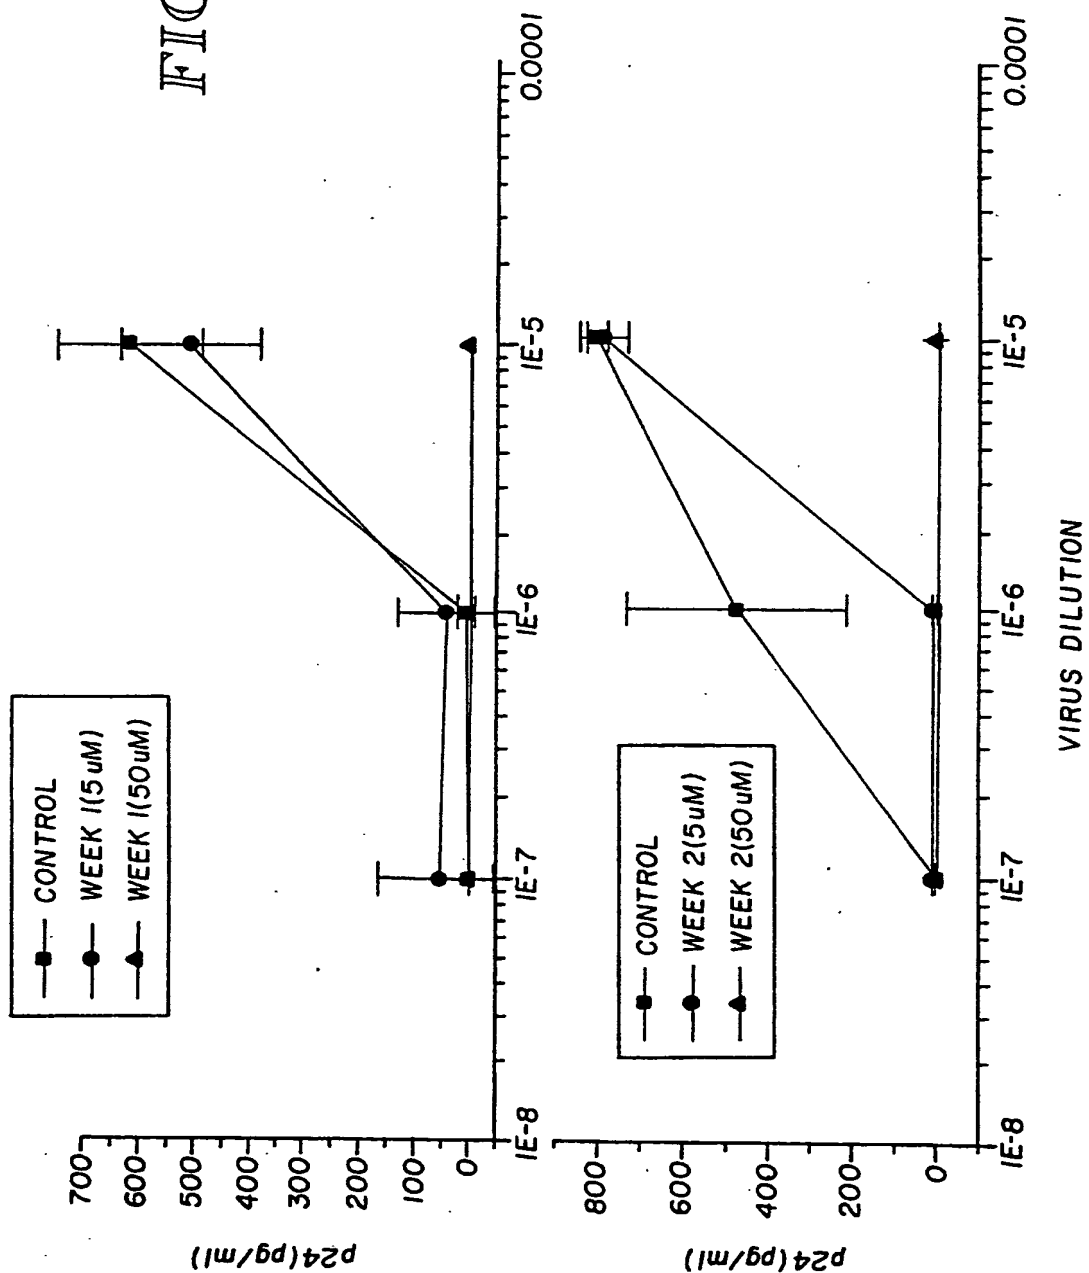 FIG
700
600
500
400
300
200
100
0
p24(pg/ml)
CONTROL
WEEK 1(5uM)
WEEK 1(50uM)
1E-8
1E-7
1E-6
1E-5
0.0001
800
600
400
200
0
p24(pg/ml)
CONTROL
WEEK 2(5uM)
WEEK 2(50uM)
1E-8
1E-7
1E-6
1E-5
0.0001
VIRUS DILUTION